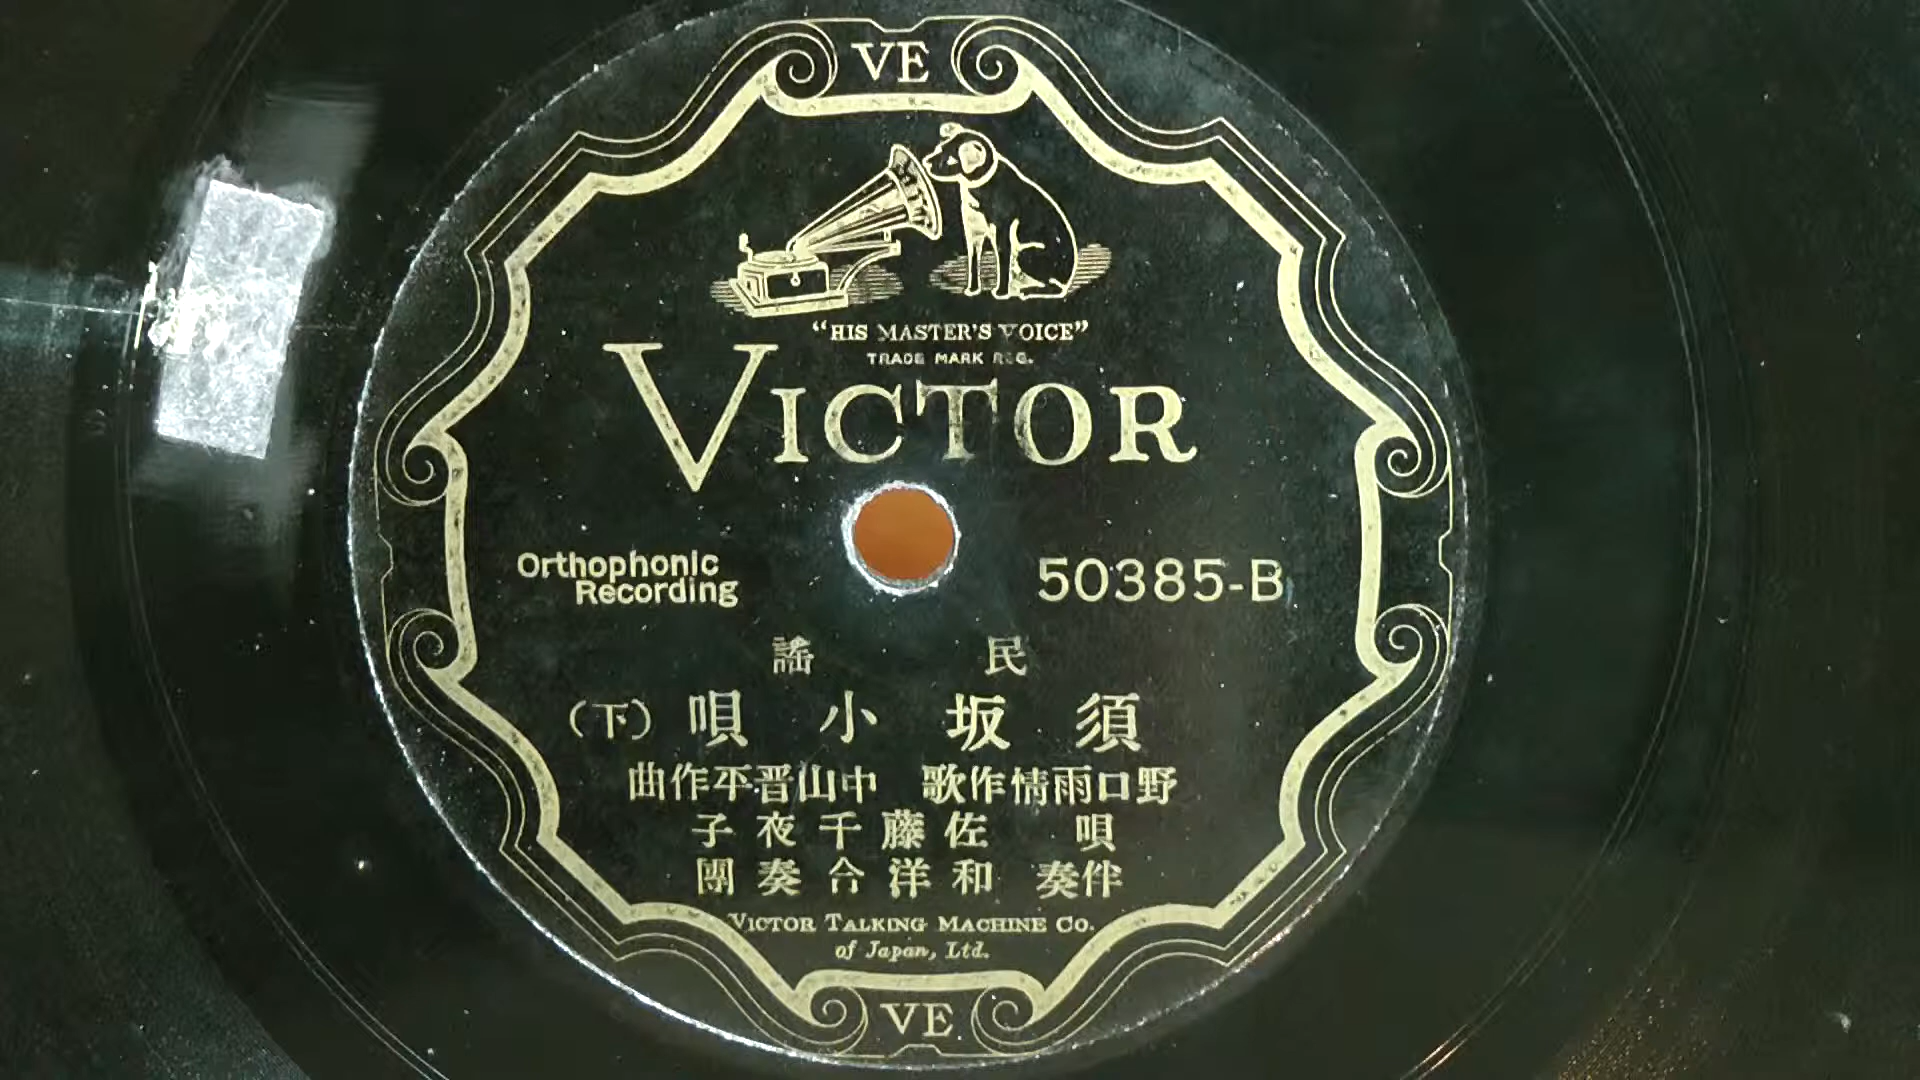 VE
"HIS MASTER'S VOICE"
TRADE MARK REG.
VICTOR
Orthophonic
Recording
50385-B
民謠
須坂小唄（下）
野口雨情作歌 中山晋平作曲
唄 佐藤千夜子
伴奏 和洋合奏團
VICTOR TALKING MACHINE CO.
of Japan, Ltd.
VE